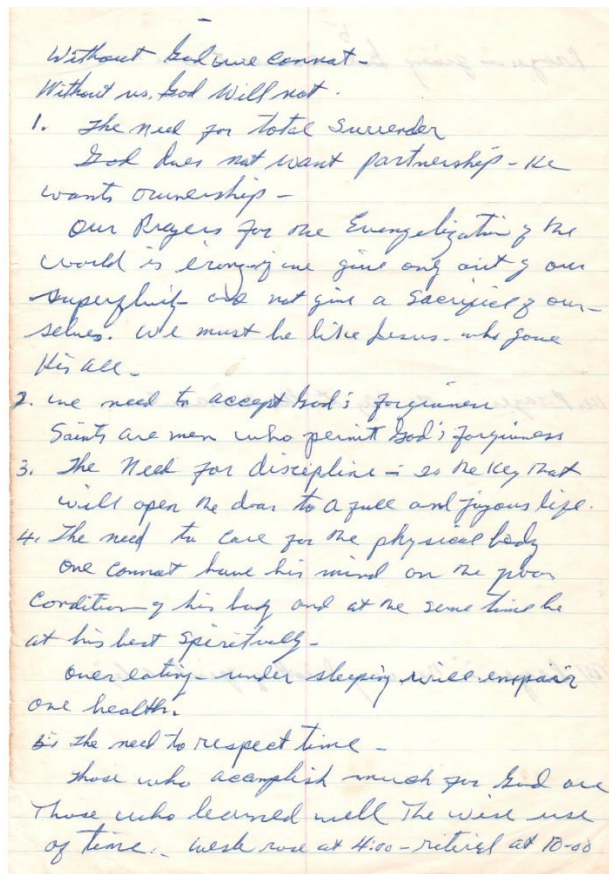 5
Without God we cannot -
Without us, God will not.
1. The need for total surrender
God does not want partnership - He
wants ownership -
Our Prayers for the Evangelization of the
world is if we give only out of our
superfluity and not give a sacrifice of our-
selves. We must be like Jesus - who gave
His all -
2. we need to accept God's forgiveness
Saints are men who permit God's forgiveness
3. The Need for discipline - is the key that
will open the door to a full and joyous life.
4. The need to care for the physical body
one cannot have his mind on the poor
condition of his body and at the same time be
at his best spiritually -
over eating - under sleeping will empair
one health.
5. The need to respect time -
Those who accomplish much for God are
Those who learned well The wise use
of time. - rose at 4:00 - retired at 10-00